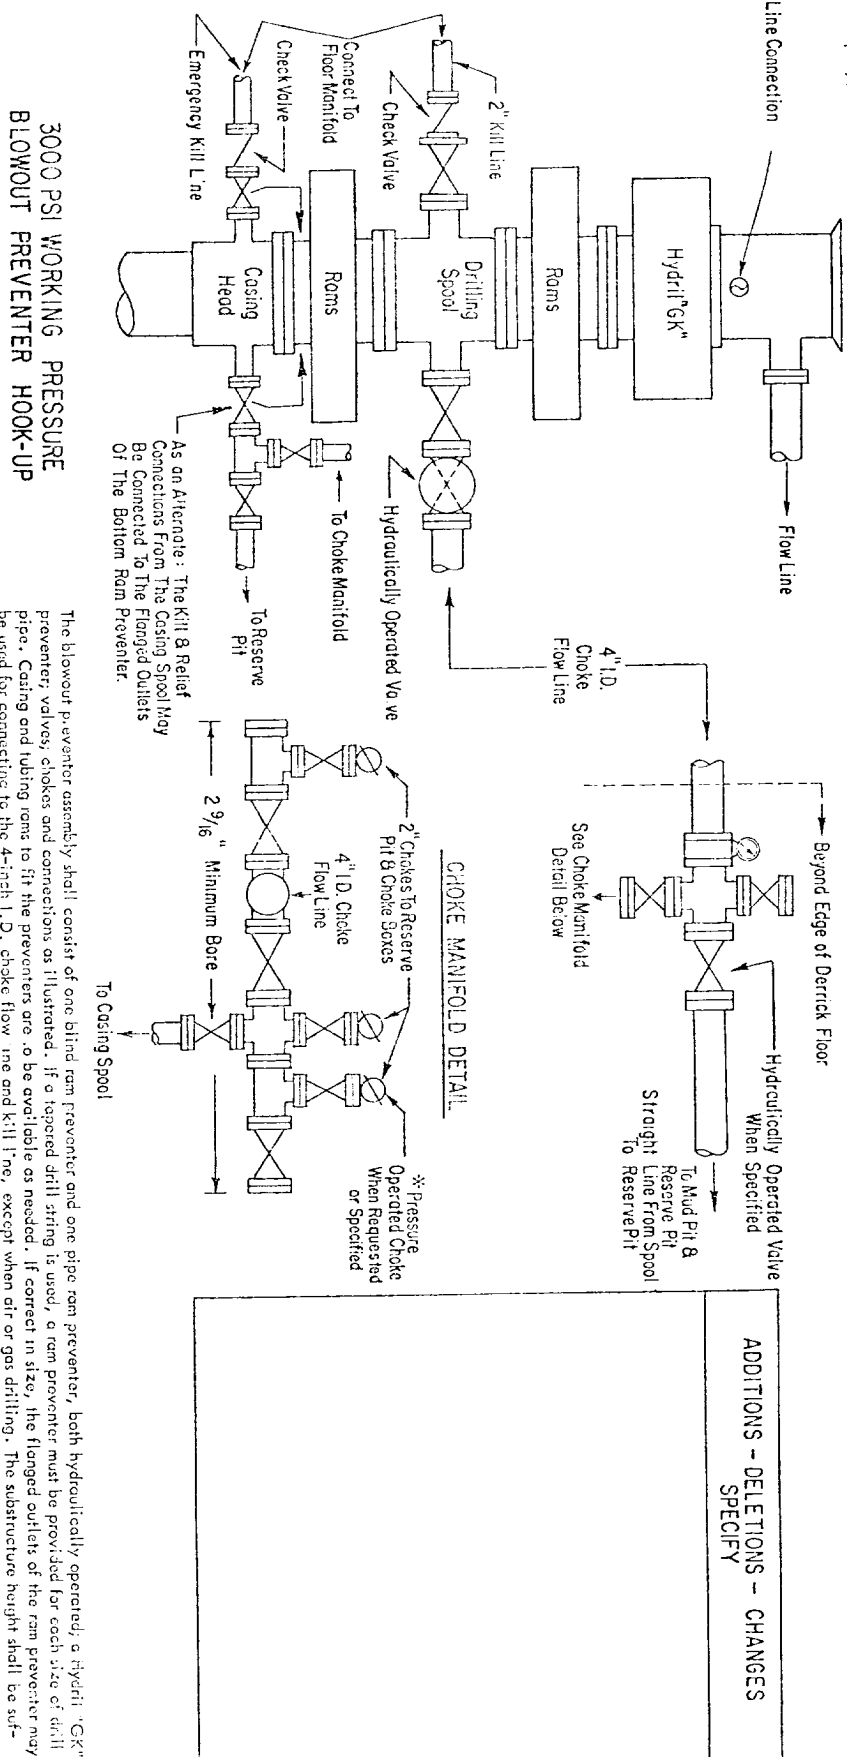 Line Connection
Flow Line
Hydril "GK"
Rams
2" Kill Line
Drilling
Spool
Check Valve
Connect To
Floor Manifold
Hydraulically Operated Valve
Rams
Check Valve
Casing
Head
To Choke Manifold
Emergency Kill Line
To Reserve
Pit
As an Alternate: The Kill & Relief
Connections From The Casing Spool May
Be Connected To The Flanged Outlets
Of The Bottom Ram Preventer.
3000 PSI WORKING PRESSURE
BLOWOUT PREVENTER HOOK-UP
4" I.D.
Choke
Flow Line
Beyond Edge of Derrick Floor
Hydraulically Operated Valve
When Specified
See Choke Manifold
Detail Below
To Mud Pit &
Reserve Pit
Straight Line From Spool
To Reserve Pit
CHOKE MANIFOLD DETAIL
2" Chokes To Reserve
Pit & Choke Boxes
4" I.D. Choke
Flow Line
* Pressure
Operated Choke
When Requested
or Specified
2 9/16" Minimum Bore
To Casing Spool
ADDITIONS - DELETIONS - CHANGES
SPECIFY
The blowout preventer assembly shall consist of one blind ram preventer and one pipe ram preventer, both hydraulically operated; a Hydril "GK"
preventer; valves; chokes and connections as illustrated. If a tapered drill string is used, a ram preventer must be provided for each size of drill
pipe. Casing and tubing rams to fit the preventers are to be available as needed. If correct in size, the flanged outlets of the ram preventer may
be used for connecting to the 4-inch I.D. choke flow line and kill line, except when air or gas drilling. The substructure height shall be suf-